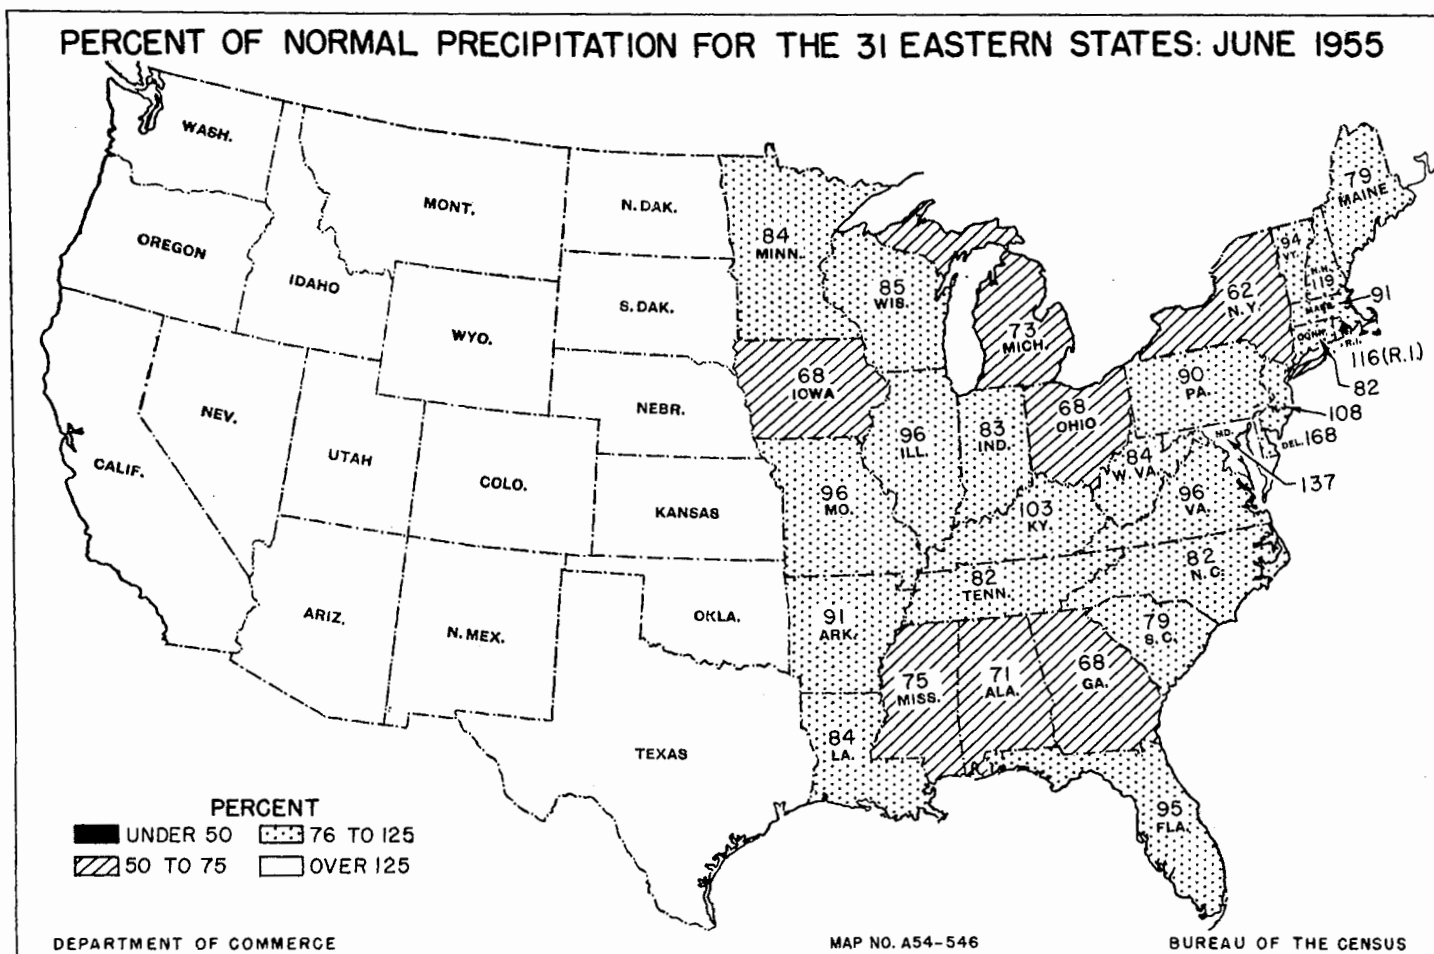 PERCENT OF NORMAL PRECIPITATION FOR THE 31 EASTERN STATES: JUNE 1955
WASH.
OREGON
CALIF.
NEV.
IDAHO
MONT.
WYO.
UTAH
COLO.
ARIZ.
N. MEX.
N. DAK.
S. DAK.
NEBR.
KANSAS
OKLA.
TEXAS
84
MINN.
85
WIS.
68
IOWA
96
MO.
91
ARK.
84
LA.
96
ILL.
83
IND.
73
MICH.
68
OHIO
103
KY.
82
TENN.
75
MISS.
71
ALA.
68
GA.
95
FLA.
79
S. C.
82
N. C.
96
VA.
84
W. VA.
90
PA.
62
N. Y.
94
VT.
N. H.
119
79
MAINE
MASS.
91
CONN.
R. I.
116 (R.I.)
82
108
DEL.
168
MD.
137
PERCENT
UNDER 50
76 TO 125
50 TO 75
OVER 125
DEPARTMENT OF COMMERCE
MAP NO. A54-546
BUREAU OF THE CENSUS